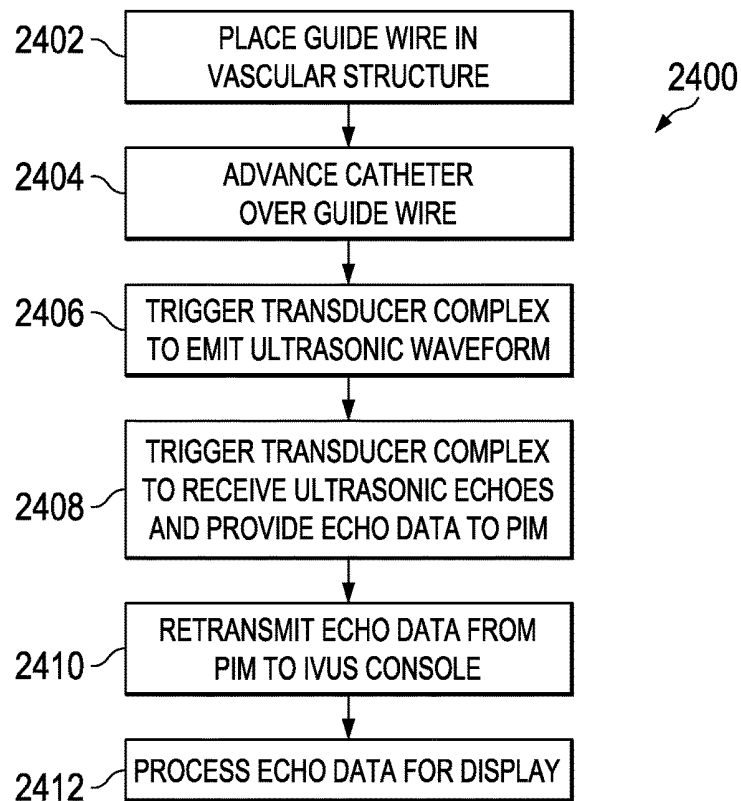 2400
2402
PLACE GUIDE WIRE IN
VASCULAR STRUCTURE
2404
ADVANCE CATHETER
OVER GUIDE WIRE
2406
TRIGGER TRANSDUCER COMPLEX
TO EMIT ULTRASONIC WAVEFORM
2408
TRIGGER TRANSDUCER COMPLEX
TO RECEIVE ULTRASONIC ECHOES
AND PROVIDE ECHO DATA TO PIM
2410
RETRANSMIT ECHO DATA FROM
PIM TO IVUS CONSOLE
2412
PROCESS ECHO DATA FOR DISPLAY